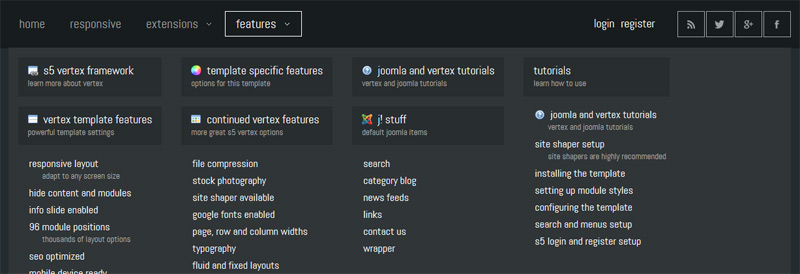 home
responsive
extensions
features
login register
s5 vertex framework
learn more about vertex
vertex template features
powerful template settings
responsive layout
adapt to any screen size
hide content and modules
info slide enabled
96 module positions
thousands of layout options
seo optimized
mobile device ready
template specific features
options for this template
continued vertex features
more great s5 vertex options
file compression
stock photography
site shaper available
google fonts enabled
page, row and column widths
typography
fluid and fixed layouts
joomla and vertex tutorials
vertex and joomla tutorials
j! stuff
default joomla items
search
category blog
news feeds
links
contact us
wrapper
tutorials
learn how to use
joomla and vertex tutorials
vertex and joomla tutorials
site shaper setup
site shapers are highly recommended
installing the template
setting up module styles
configuring the template
search and menus setup
s5 login and register setup